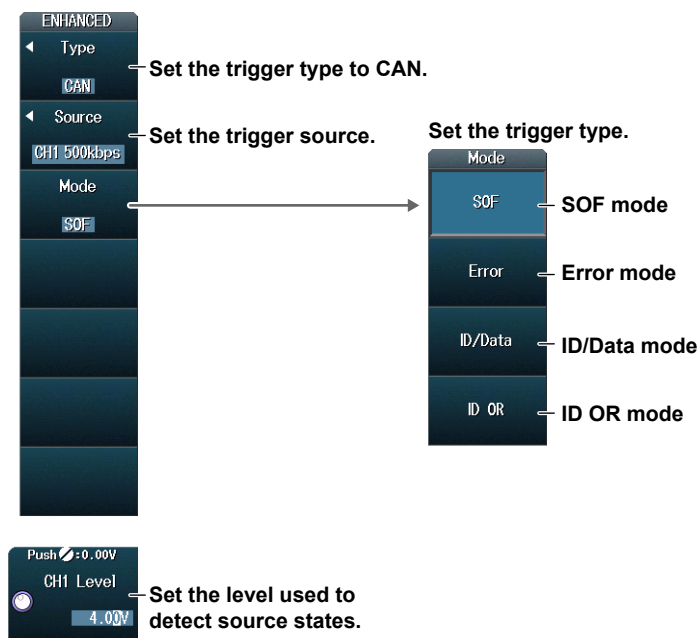 ENHANCED
Type
CAN
Set the trigger type to CAN.
Source
CH1 500kbps
Set the trigger source.
Mode
SOF
Set the trigger type.
Mode
SOF
SOF mode
Error
Error mode
ID/Data
ID/Data mode
ID OR
ID OR mode
Push :0.00V
CH1 Level
4.00V
Set the level used to
detect source states.